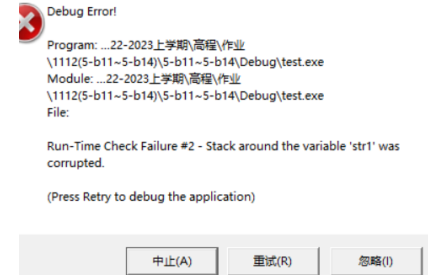 Debug Error!
Program: ...22-2023上学期\高程\作业
\1112(5-b11~5-b14)\5-b11~5-b14\Debug\test.exe
Module: ...22-2023上学期\高程\作业
\1112(5-b11~5-b14)\5-b11~5-b14\Debug\test.exe
File:
Run-Time Check Failure #2 - Stack around the variable 'str1' was
corrupted.
(Press Retry to debug the application)
中止(A) 重试(R) 忽略(I)